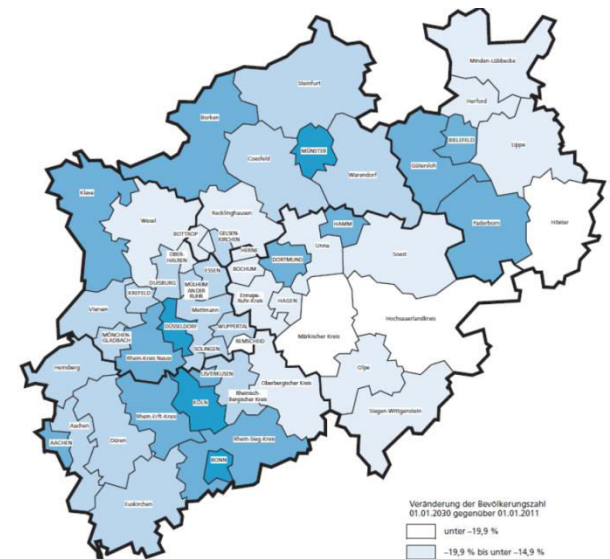 Minden-Lübbecke
Steinfurt
Herford
Borken
MÜNSTER
BIELEFELD
Lippe
Coesfeld
Gütersloh
Warendorf
Kleve
Höxter
Paderborn
Wesel
Recklinghausen
HAMM
BOTTROP
GELSEN-
KIRCHEN
Unna
Soest
OBER-
HAUSEN
HERNE
DORTMUND
ESSEN
BOCHUM
DUISBURG
MÜLHEIM
AN DER
RUHR
KREFELD
Ennepe-
Ruhr-Kreis
HAGEN
Viersen
Mettmann
Hochsauerlandkreis
MÖNCHEN-
GLADBACH
DÜSSELDORF
WUPPERTAL
Märkischer Kreis
REMSCHEID
SOLINGEN
Rhein-Kreis Neuss
Heinsberg
LEVERKUSEN
Oberbergischer Kreis
Olpe
Rheinisch-
Bergischer Kreis
Rhein-Erft-Kreis
KÖLN
Siegen-Wittgenstein
Aachen
Düren
AACHEN
Rhein-Sieg-Kreis
BONN
Euskirchen
Veränderung der Bevölkerungszahl
01.01.2030 gegenüber 01.01.2011
unter –19,9 %
–19,9 % bis unter –14,9 %